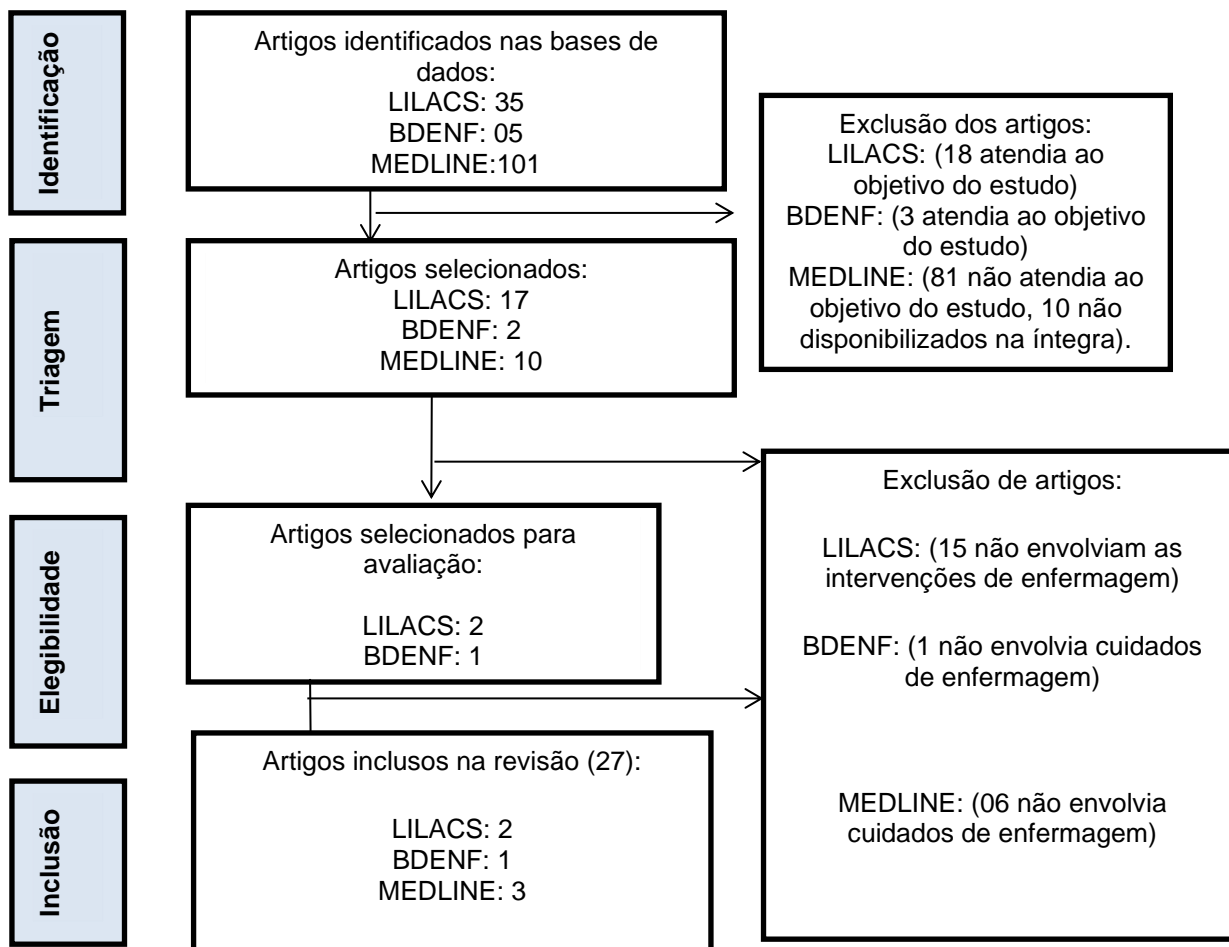 Identificação
Artigos identificados nas bases de
dados:
LILACS: 35
BDENF: 05
MEDLINE:101
Exclusão dos artigos:
LILACS: (18 atendia ao
objetivo do estudo)
BDENF: (3 atendia ao objetivo
do estudo)
MEDLINE: (81 não atendia ao
objetivo do estudo, 10 não
disponibilizados na íntegra).
Triagem
Artigos selecionados:
LILACS: 17
BDENF: 2
MEDLINE: 10
Elegibilidade
Artigos selecionados para
avaliação:
LILACS: 2
BDENF: 1
Exclusão de artigos:
LILACS: (15 não envolviam as
intervenções de enfermagem)
BDENF: (1 não envolvia cuidados
de enfermagem)
MEDLINE: (06 não envolvia
cuidados de enfermagem)
Inclusão
Artigos inclusos na revisão (27):
LILACS: 2
BDENF: 1
MEDLINE: 3